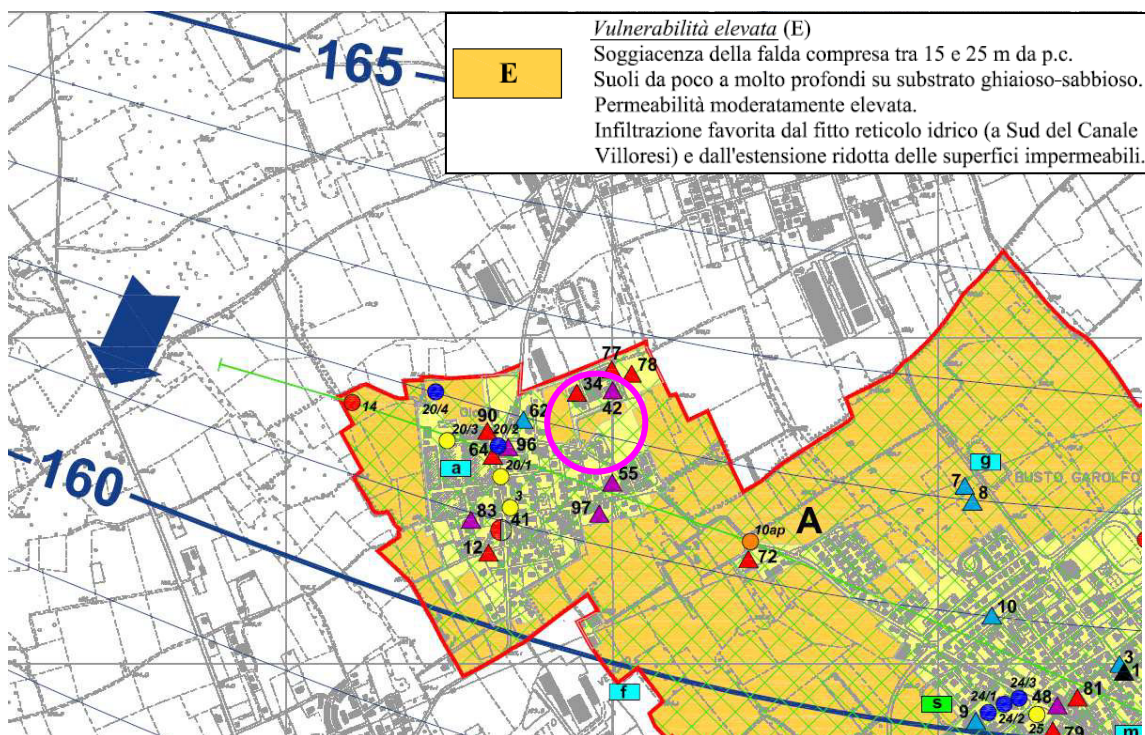 Vulnerabilità elevata (E)
E
Soggiacenza della falda compresa tra 15 e 25 m da p.c.
Suoli da poco a molto profondi su substrato ghiaioso-sabbioso.
Permeabilità moderatamente elevata.
Infiltrazione favorita dal fitto reticolo idrico (a Sud del Canale
Villoresi) e dall'estensione ridotta delle superfici impermeabili.
165
77
78
34
42
14
20/4
62
90
20/3
20/2
96
64
20/1
a
55
g
7
8
BUSTO GAROLFO
160
3
83
41
97
12
A
10ap
72
10
3
1
f
s
24/1
24/3
24/2
48
81
9
25
79
m